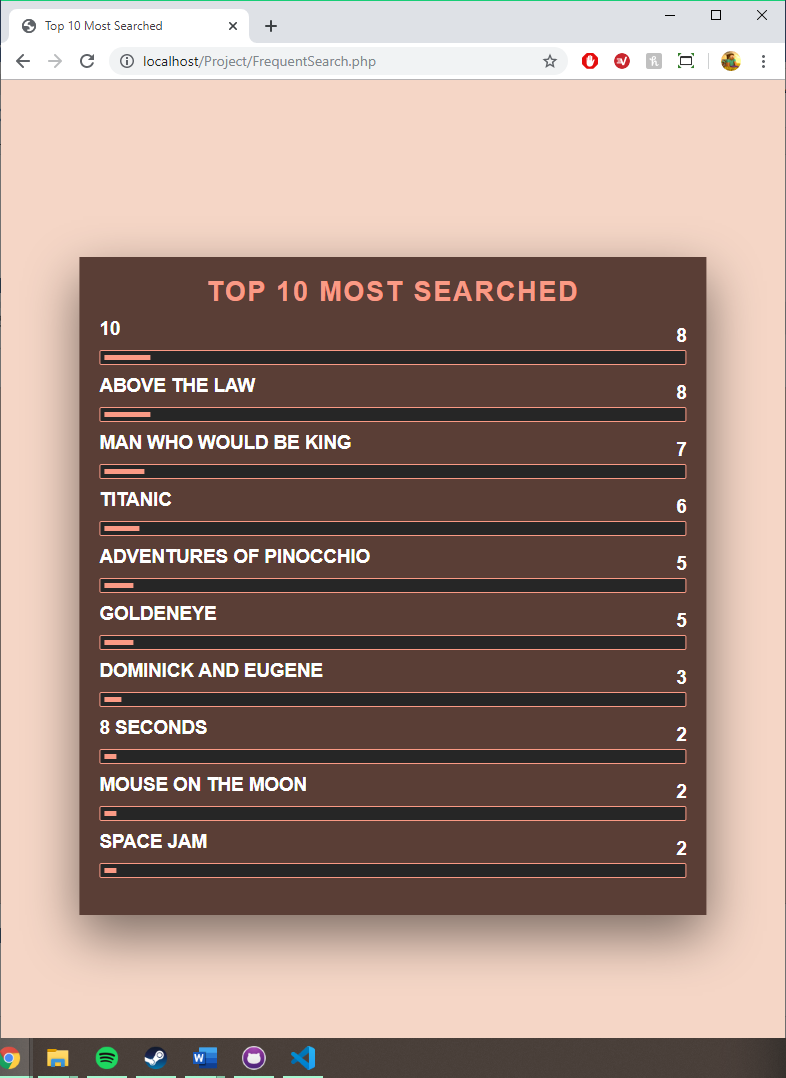 Top 10 Most Searched
localhost/Project/FrequentSearch.php
TOP 10 MOST SEARCHED
10
8
ABOVE THE LAW
8
MAN WHO WOULD BE KING
7
TITANIC
6
ADVENTURES OF PINOCCHIO
5
GOLDENEYE
5
DOMINICK AND EUGENE
3
8 SECONDS
2
MOUSE ON THE MOON
2
SPACE JAM
2